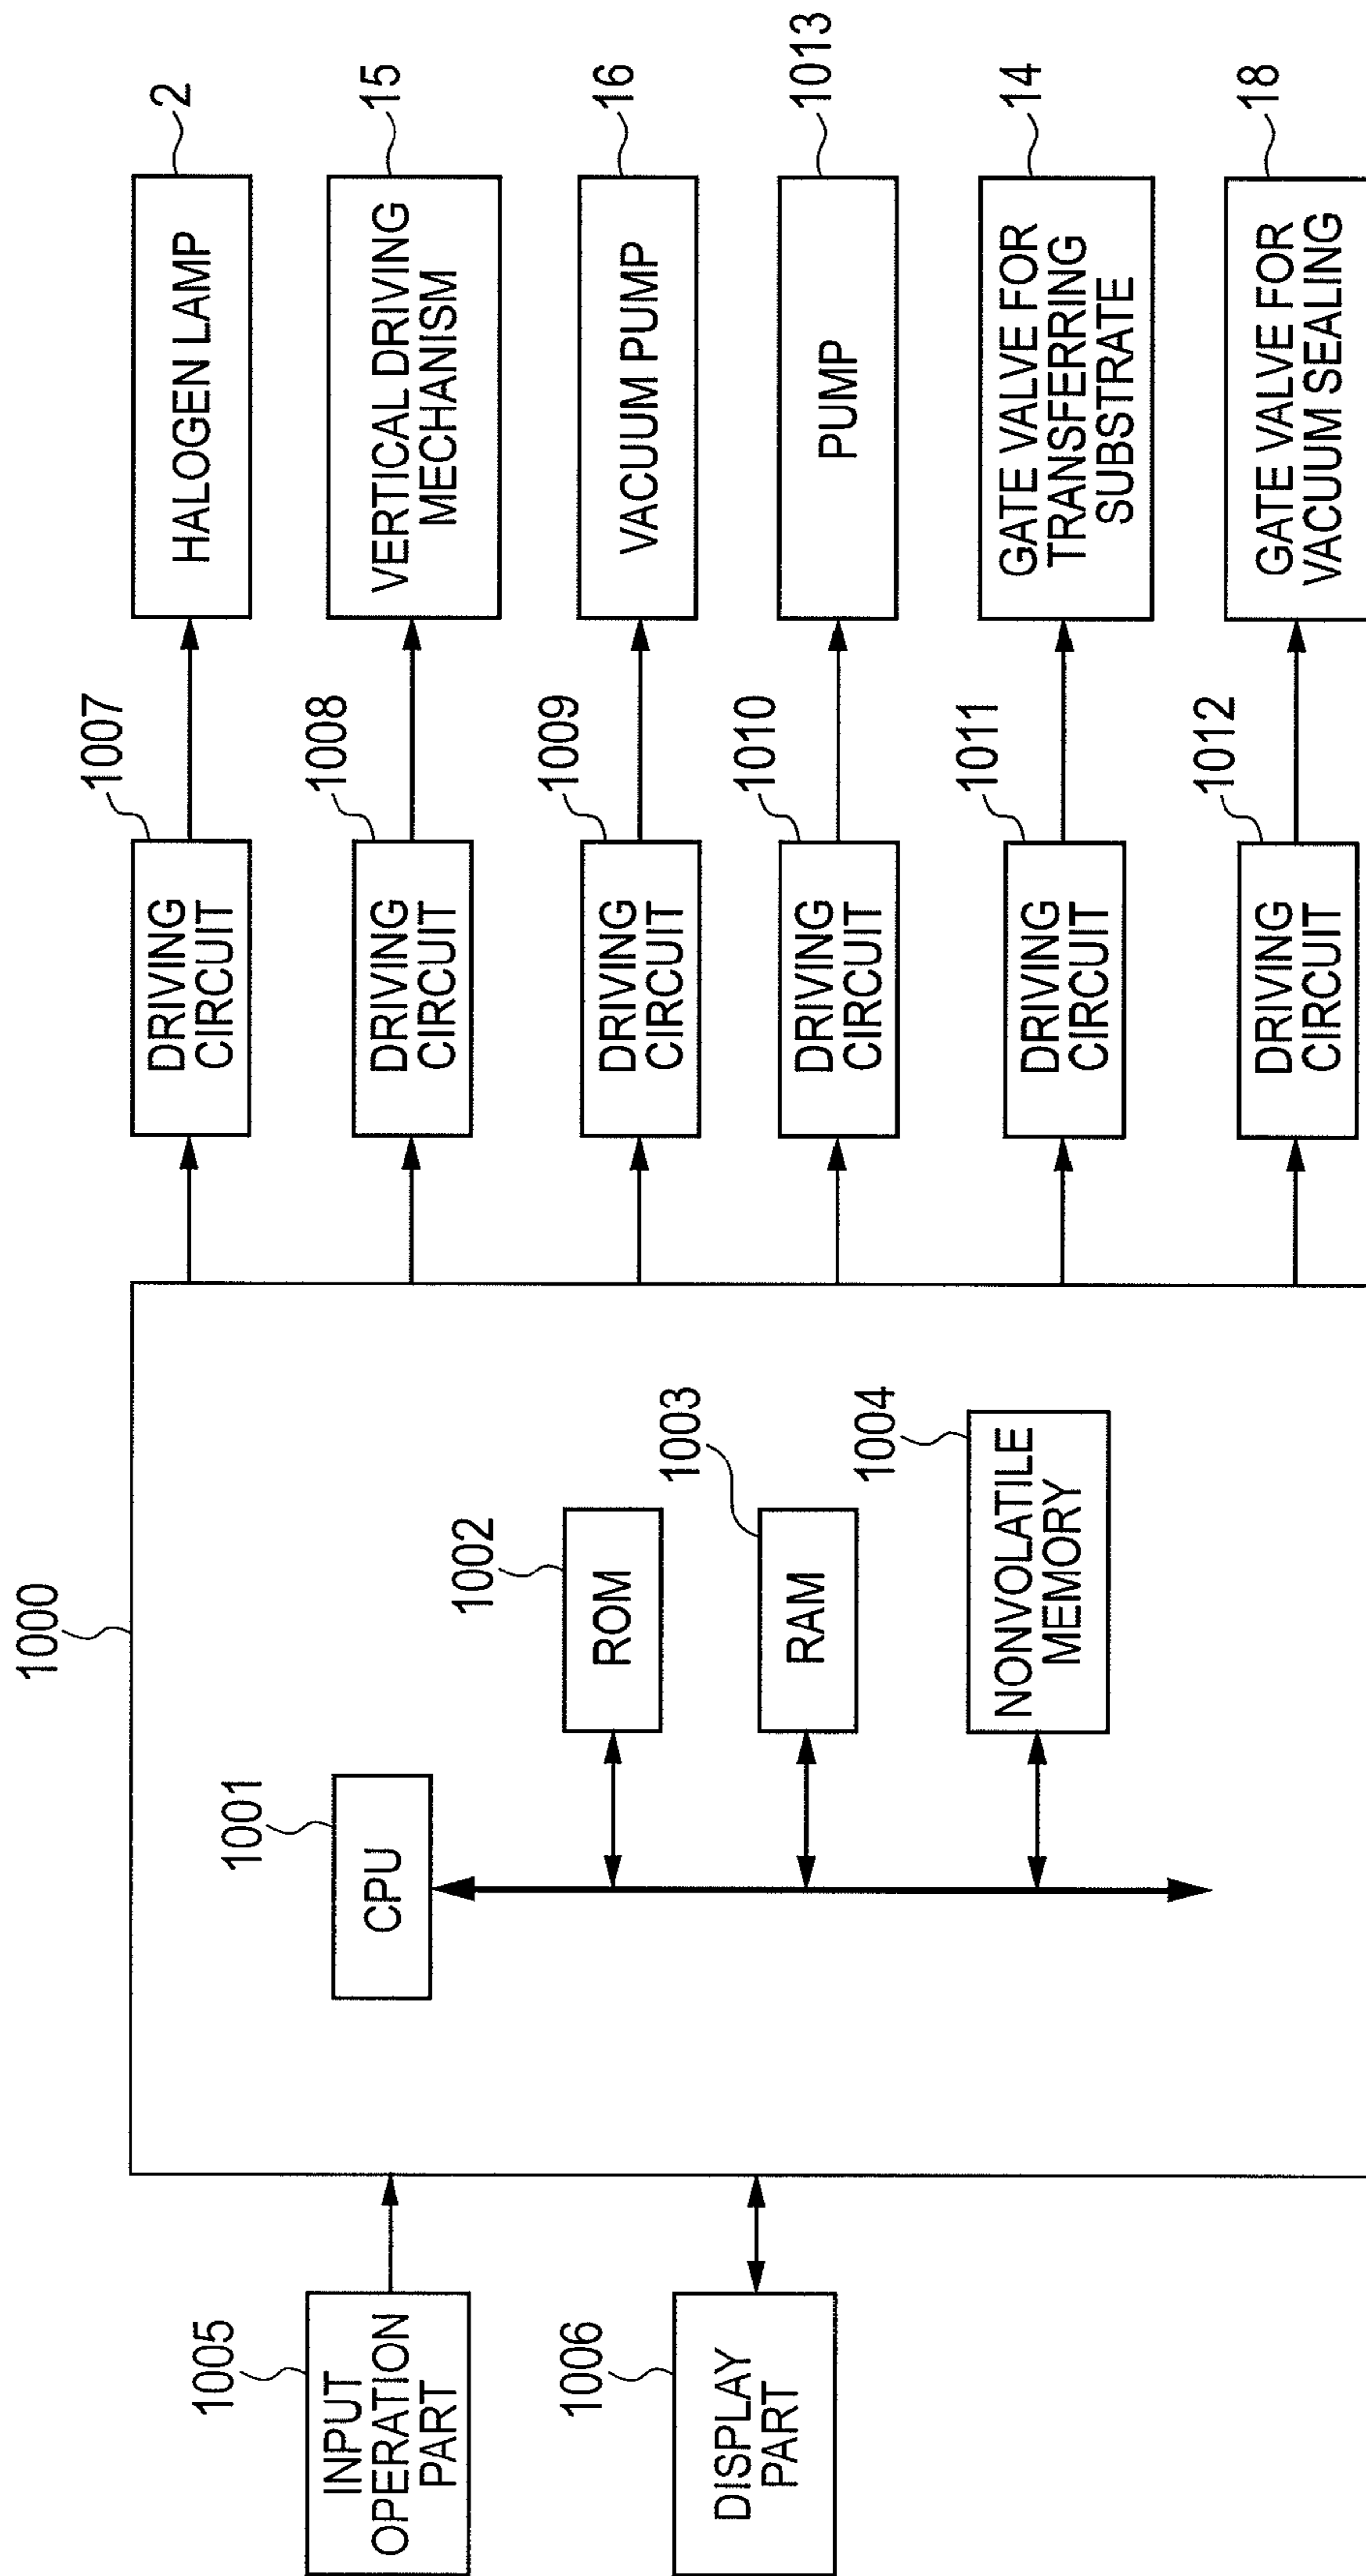 1000
1005
INPUT
OPERATION
PART
1006
DISPLAY
PART
1001
CPU
1002
ROM
1003
RAM
1004
NONVOLATILE
MEMORY
1007
DRIVING
CIRCUIT
2
HALOGEN LAMP
1008
DRIVING
CIRCUIT
15
VERTICAL DRIVING
MECHANISM
1009
DRIVING
CIRCUIT
16
VACUUM PUMP
1010
DRIVING
CIRCUIT
1013
PUMP
1011
DRIVING
CIRCUIT
14
GATE VALVE FOR
TRANSFERRING
SUBSTRATE
1012
DRIVING
CIRCUIT
18
GATE VALVE FOR
VACUUM SEALING